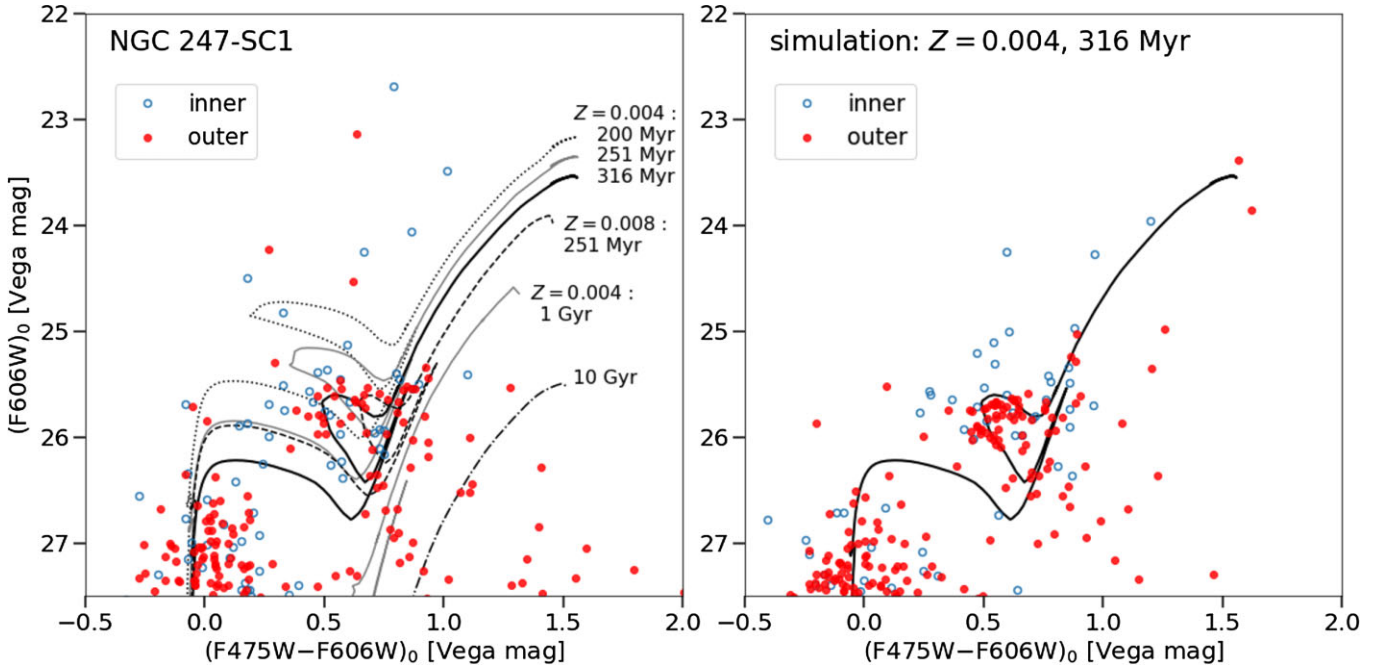 NGC 247-SC1
inner
outer
Z = 0.004 :
200 Myr
251 Myr
316 Myr
Z = 0.008 :
251 Myr
Z = 0.004 :
1 Gyr
10 Gyr
22
23
24
25
26
27
(F606W)₀ [Vega mag]
−0.5 0.0 0.5 1.0 1.5 2.0
(F475W−F606W)₀ [Vega mag]
simulation: Z = 0.004, 316 Myr
inner
outer
22
23
24
25
26
27
−0.5 0.0 0.5 1.0 1.5 2.0
(F475W−F606W)₀ [Vega mag]